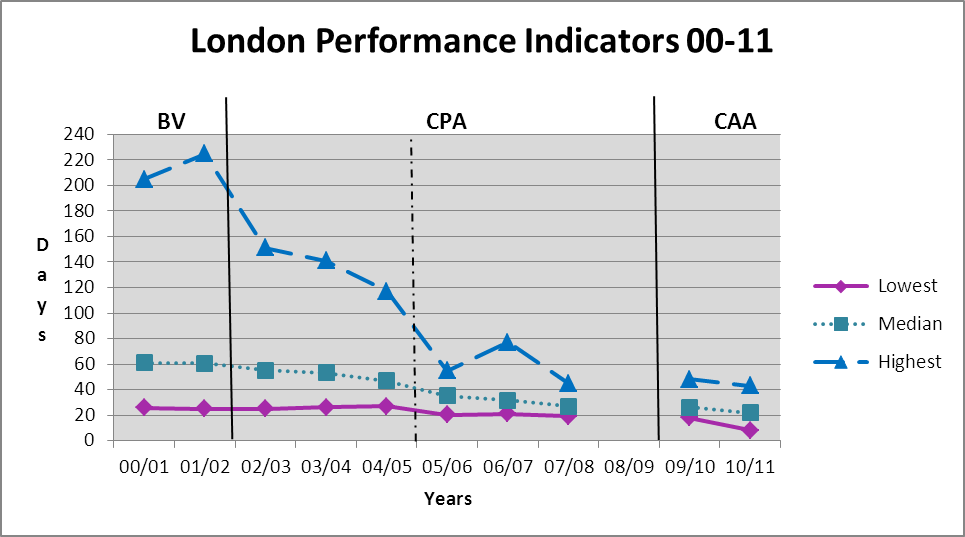 London Performance Indicators 00-11
BV CPA CAA
240
220
200
180
160
140
120
100
80
60
40
20
0
Days
00/01 01/02 02/03 03/04 04/05 05/06 06/07 07/08 08/09 09/10 10/11
Years
Lowest
Median
Highest